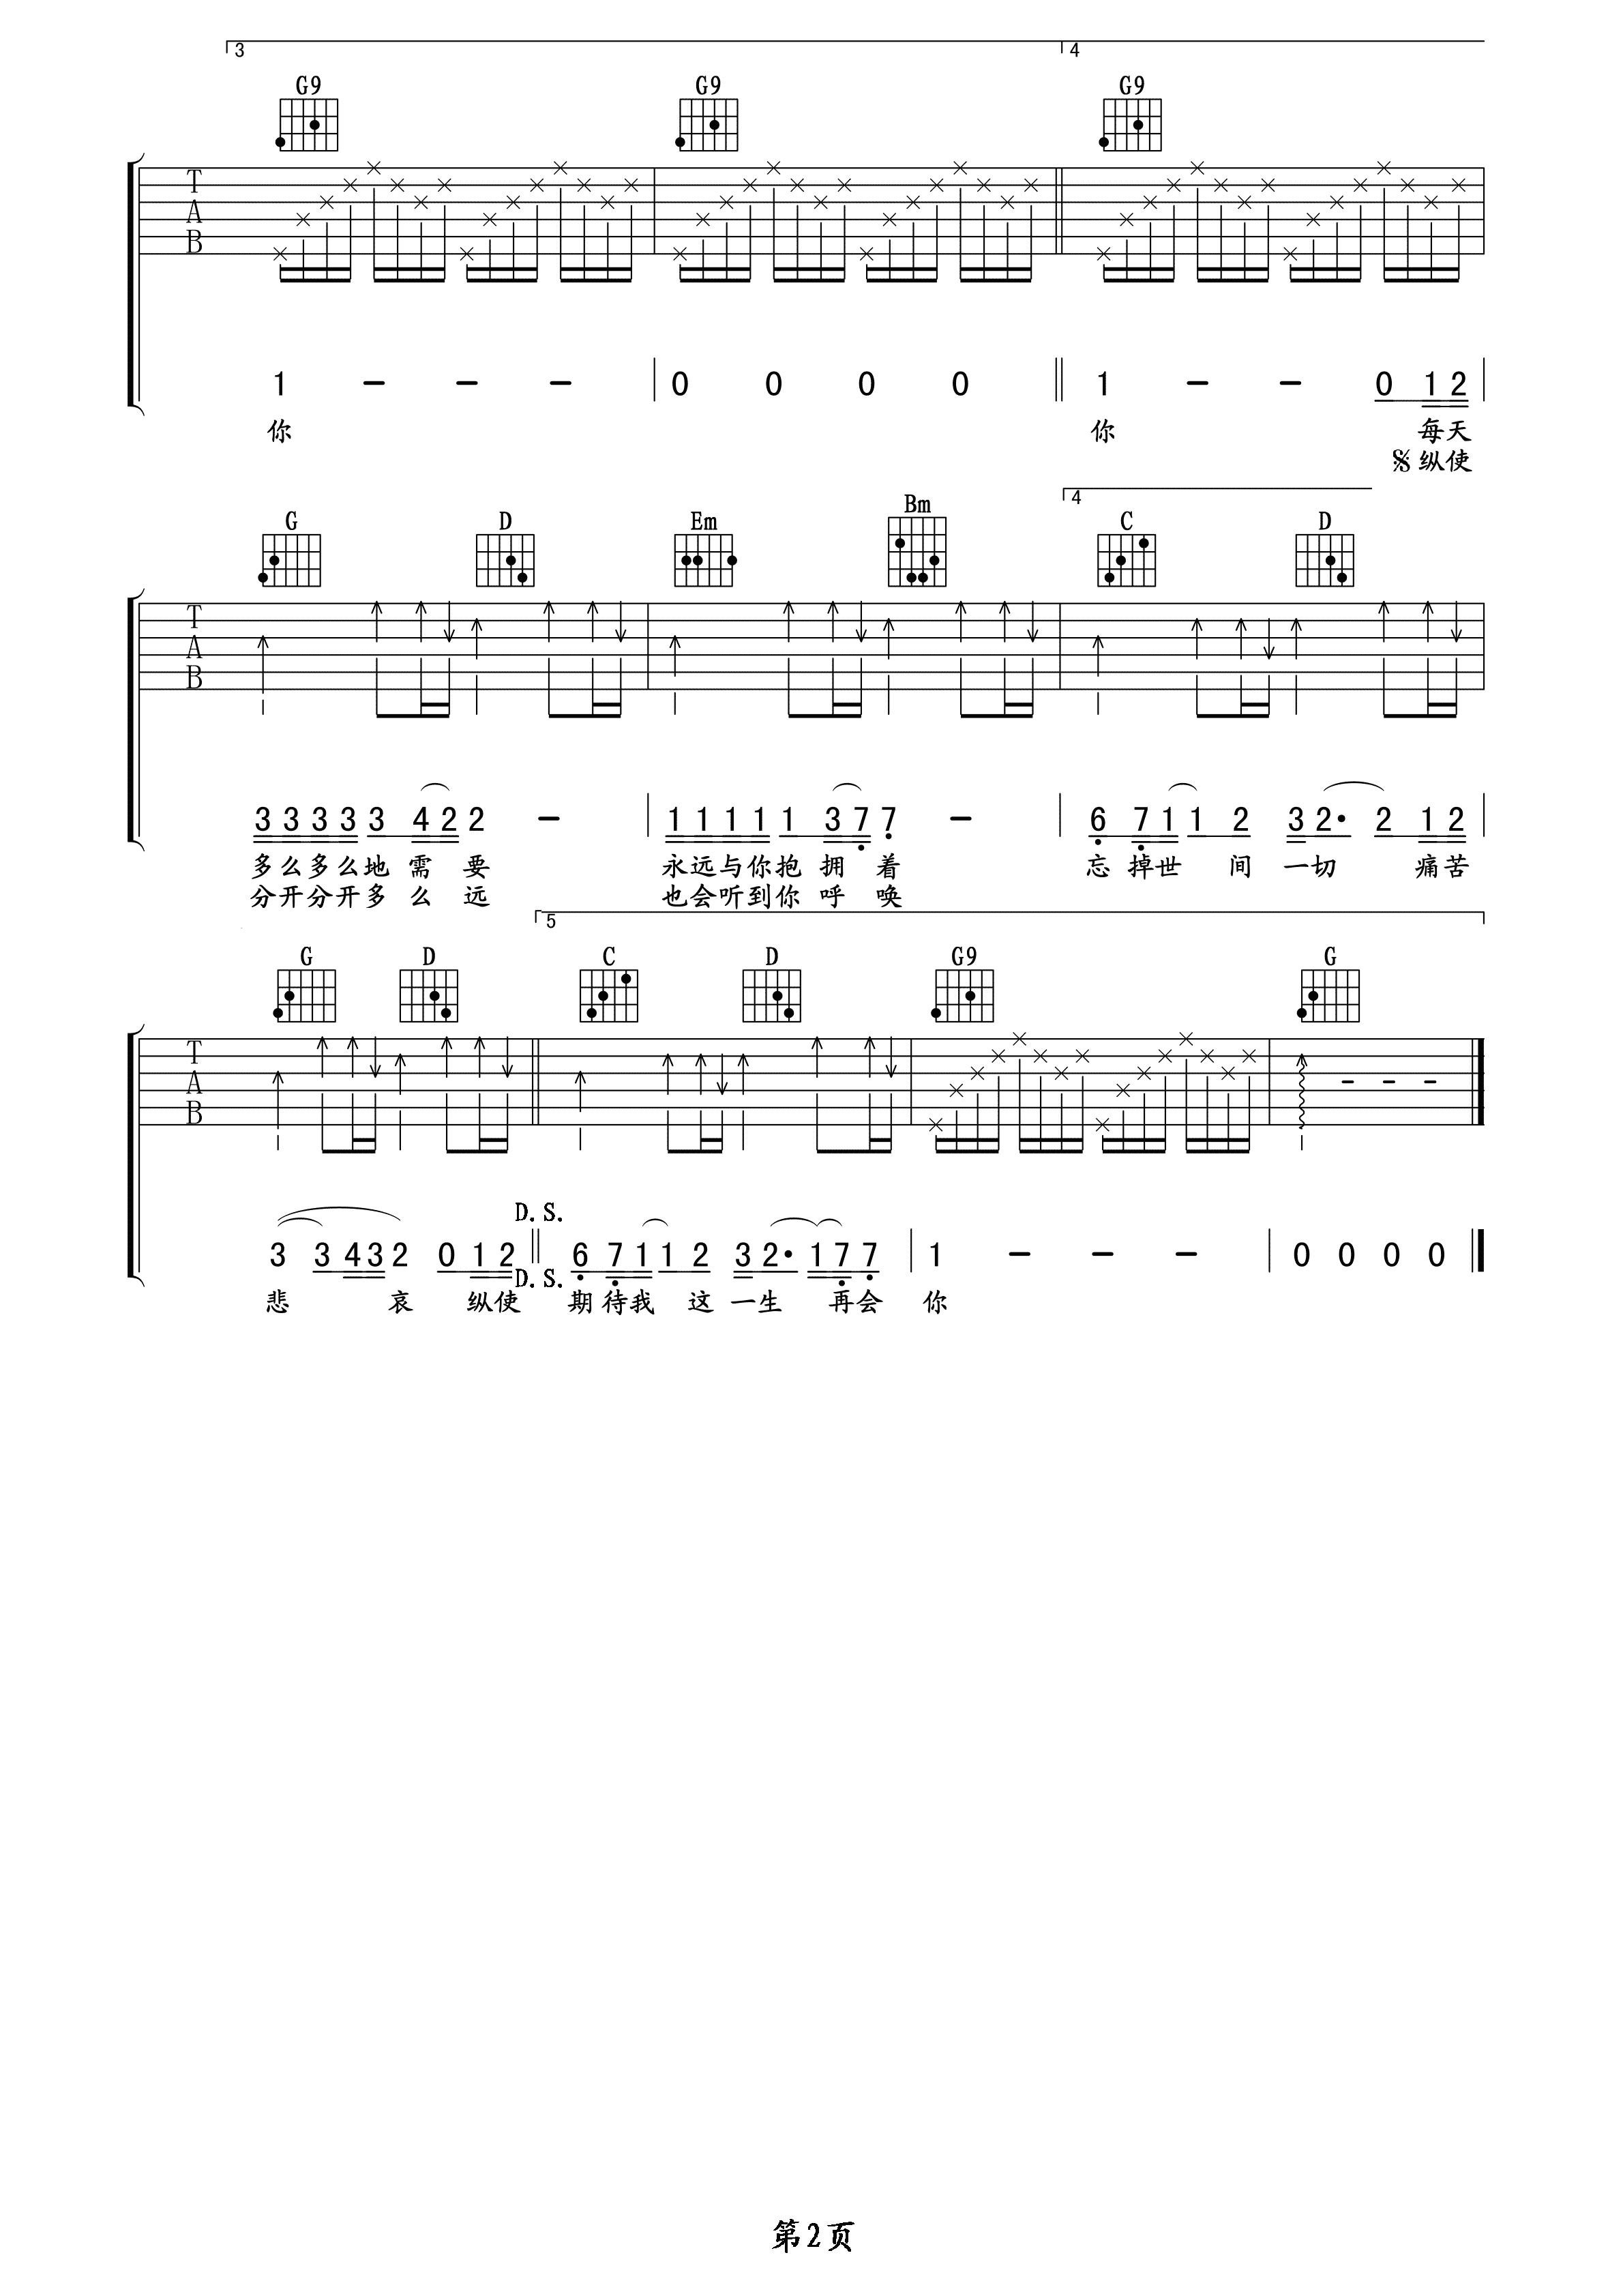 3 4
G9 G9 G9
T
A
B
1 - - - 0 0 0 0 1 - - 0 1 2
你 你 每天
纵使
Bm
4
G D Em C D
T
A
B
3 3 3 3 3 4 2 2 - 1 1 1 1 1 3 7 7 - 6 7 1 1 2 3 2· 2 1 2
多么多么地 需 要 永远与你抱 拥 着 忘 掉世 间 一切 痛苦
分开分开多 么 远 也会听到你 呼 唤
5
G D C D G9 G
T
A
B
D.S.
3 3 4 3 2 0 1 2 6 7 1 1 2 3 2· 1 7 7 1 - - - 0 0 0 0
D.S.
悲 哀 纵使 期 待我 这 一生 再会 你
第2页